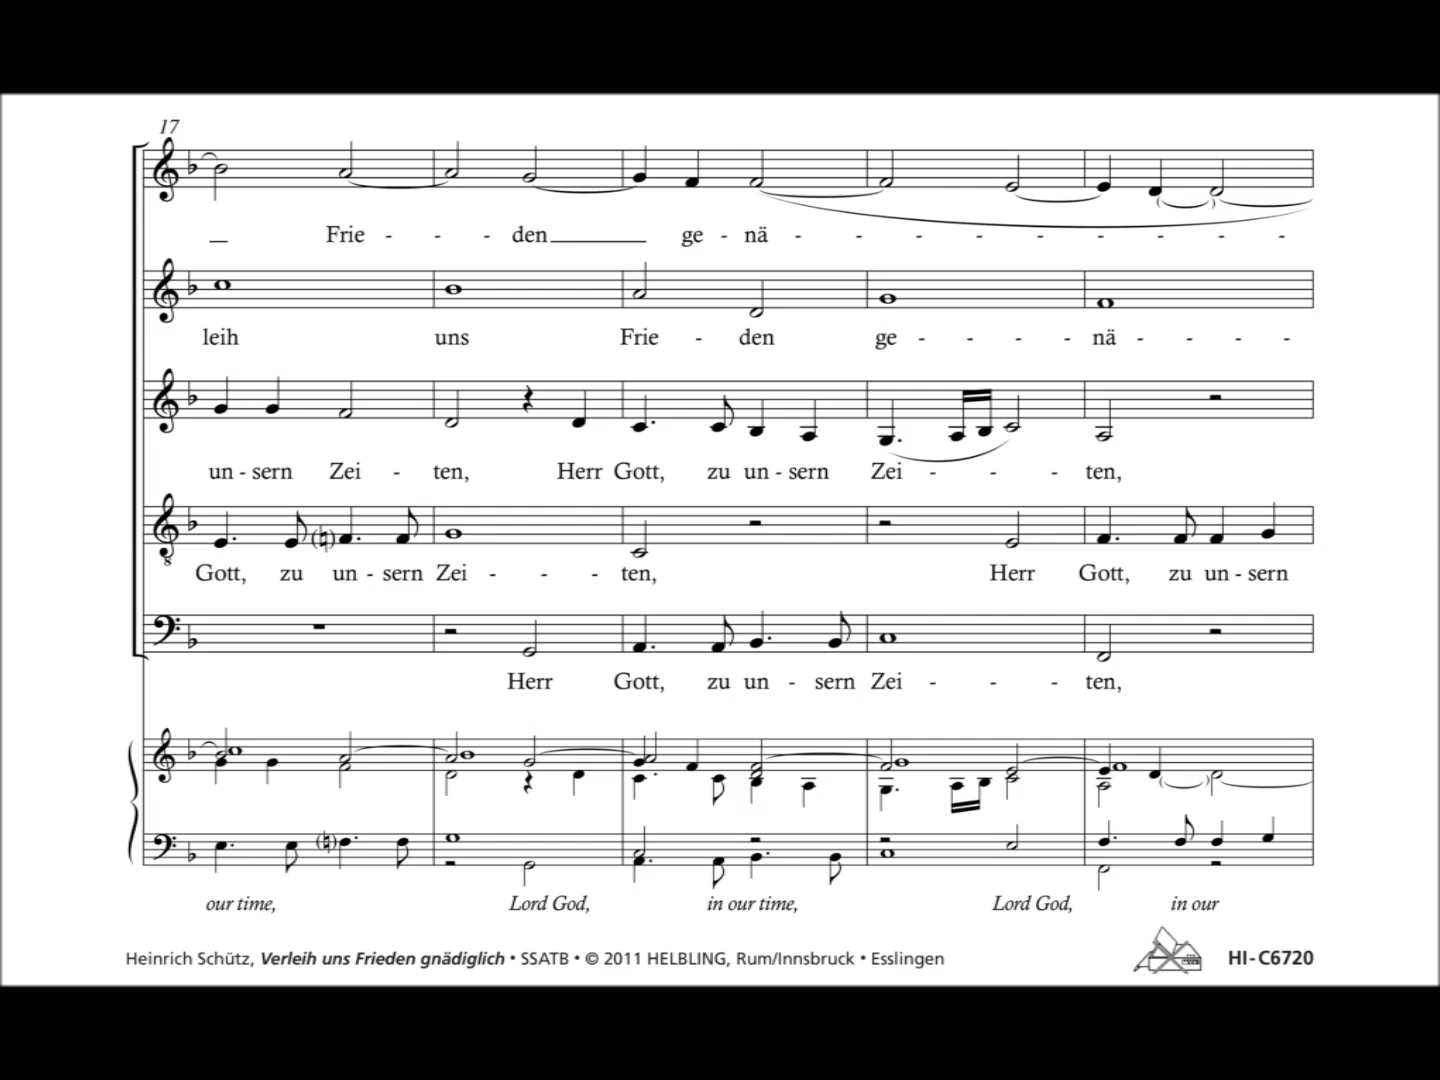 17
Frie - - - den ge - nä - - - - - - - - - -
leih uns Frie - den ge - - - - nä - - - -
un - sern Zei - ten, Herr Gott, zu un - sern Zei - - - ten,
Gott, zu un - sern Zei - - - ten, Herr Gott, zu un - sern
Herr Gott, zu un - sern Zei - - - ten,
our time, Lord God, in our time, Lord God, in our
Heinrich Schütz, Verleih uns Frieden gnädiglich • SSATB • © 2011 HELBLING, Rum/Innsbruck • Esslingen HI-C6720